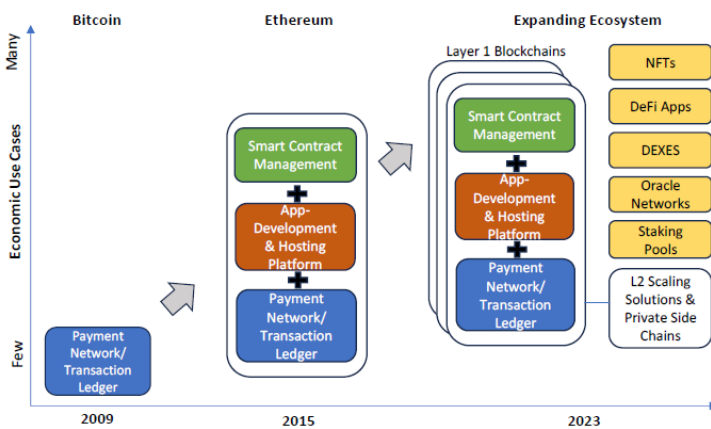 Bitcoin
Ethereum
Expanding Ecosystem
Many
Economic Use Cases
Few
Payment
Network/
Transaction
Ledger
Smart Contract
Management
App-
Development
& Hosting
Platform
Payment
Network/
Transaction
Ledger
Layer 1 Blockchains
Smart Contract
Management
App-
Development
& Hosting
Platform
Payment
Network/
Transaction
Ledger
NFTs
DeFi Apps
DEXES
Oracle
Networks
Staking
Pools
L2 Scaling
Solutions &
Private Side
Chains
2009
2015
2023